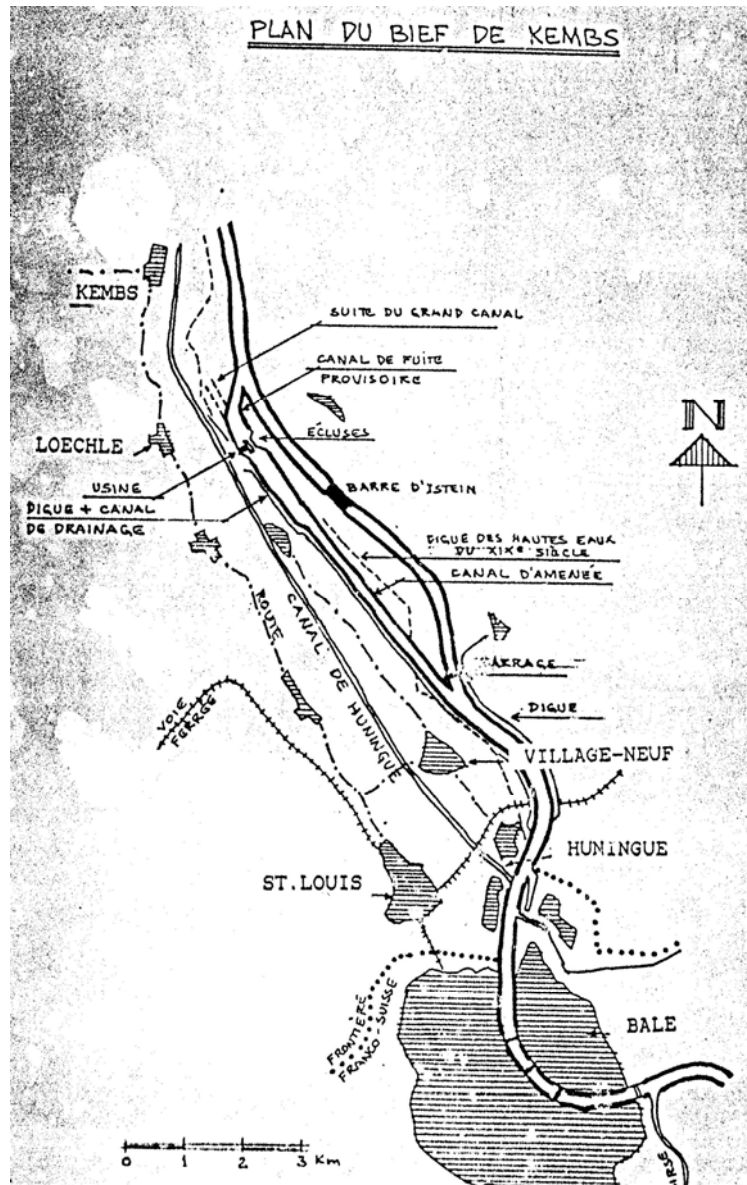 PLAN DU BIEF DE KEMBS
KEMBS
SUITE DU GRAND CANAL
CANAL DE FUITE
PROVISOIRE
N
LOECHLE
ÉCLUSES
USINE
BARRE D'ISTEIN
DIGUE + CANAL
DE DRAINAGE
DIGUE DES HAUTES EAUX
DU XIXe SIÈCLE
CANAL D'AMENÉE
ROUTE
CANAL DE HUNINGUE
VOIE
FERRÉE
DIGUE
VILLAGE-NEUF
HUNINGUE
ST.LOUIS
FRONTIÈRE
FRANCO-SUISSE
BALE
0 1 2 3 Km